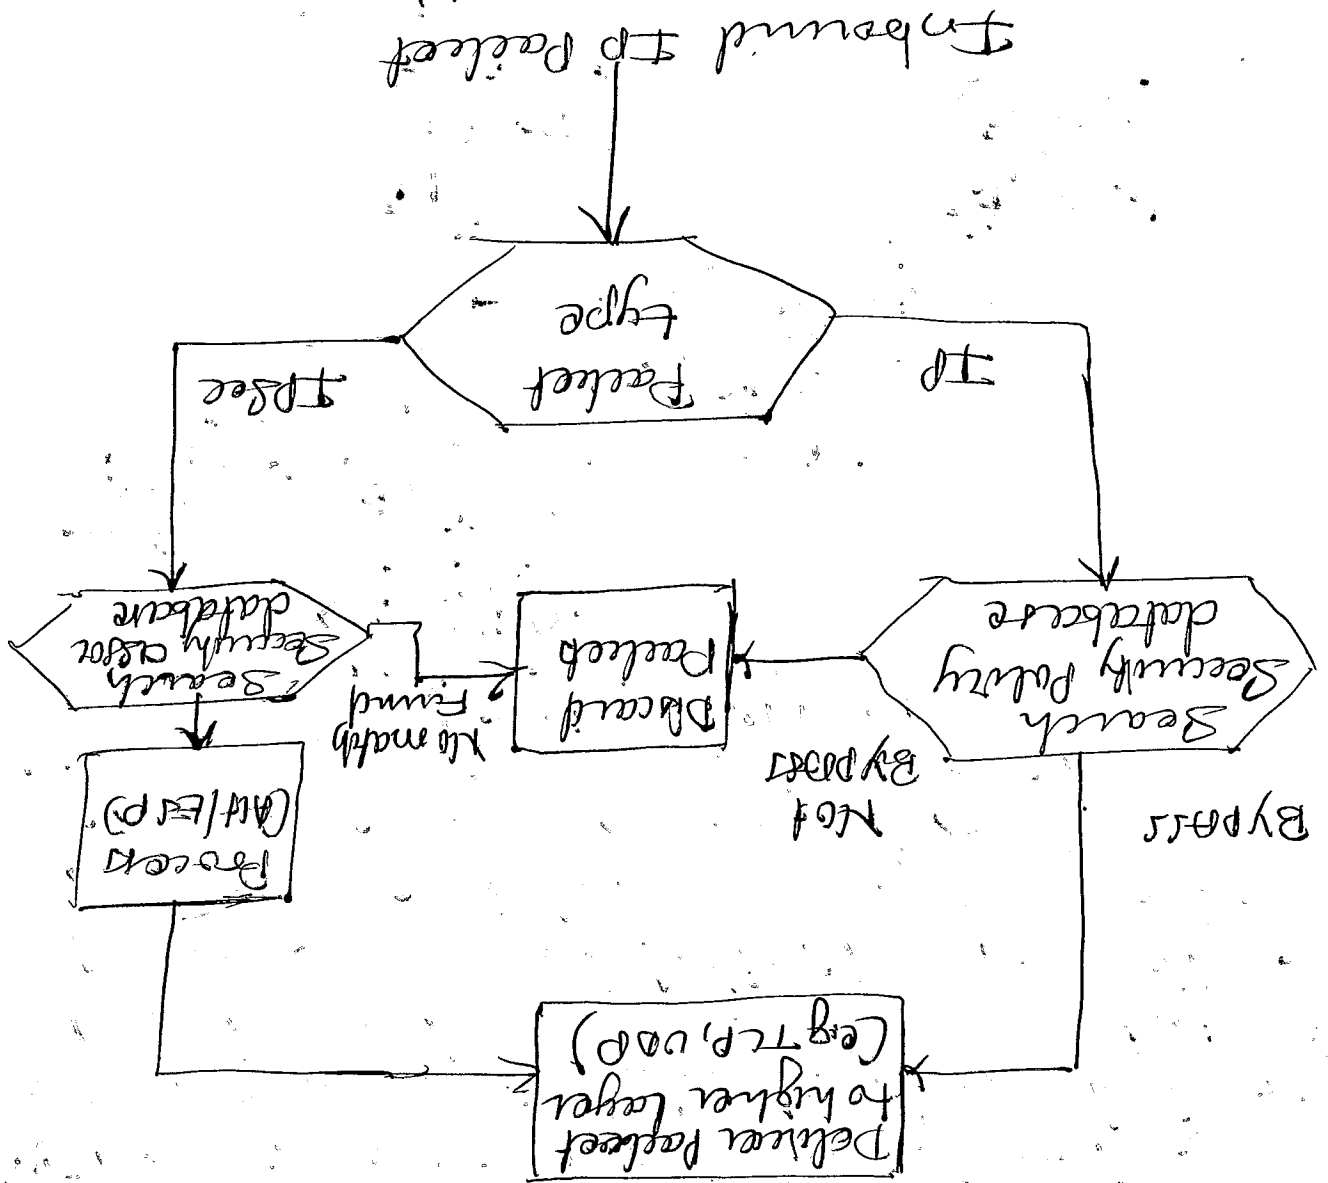 Deliver Packet
to higher Layer
(eg TCP, UDP)
Bypass
Not
Bypass
Process
(AH/ESP)
Search
Security Policy
database
Discard
Packet
No match
Found
Search
Security assoc
database
IP
Packet
type
IPSec
Inbound IP Packet